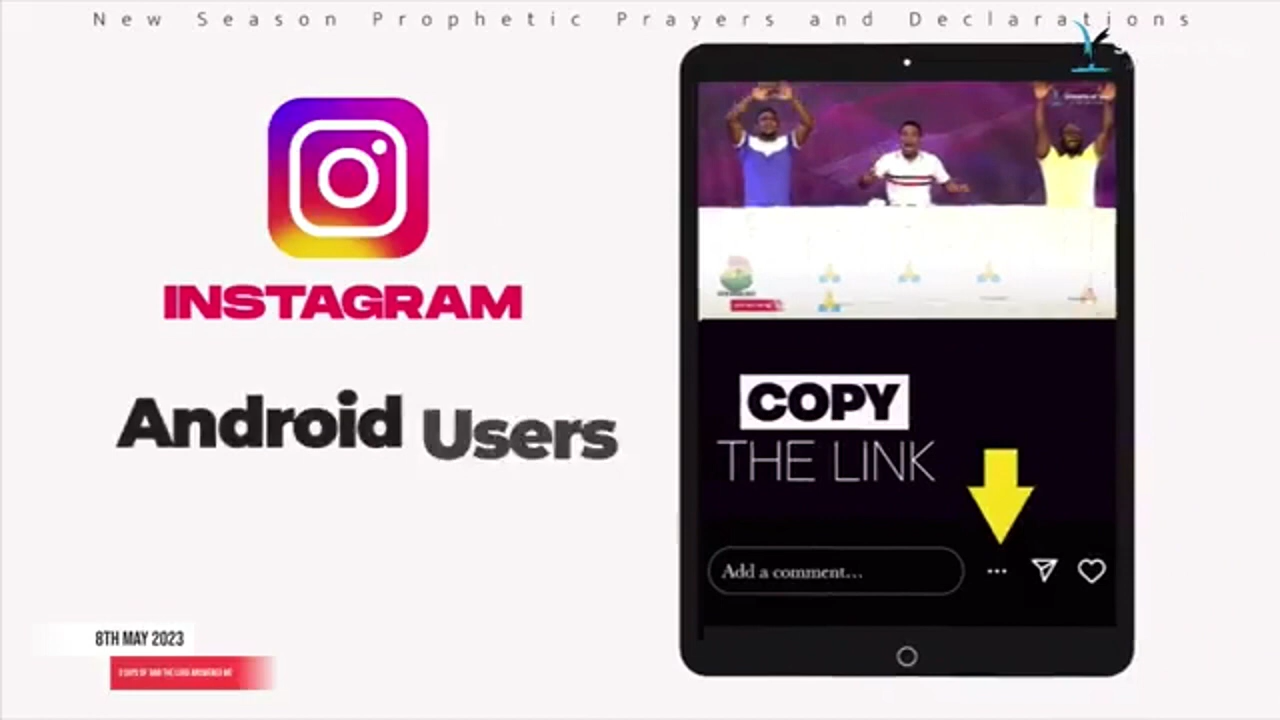 New Season Prophetic Prayers and Declarations
INSTAGRAM
Android Users
COPY
THE LINK
Add a comment...
8TH MAY 2023